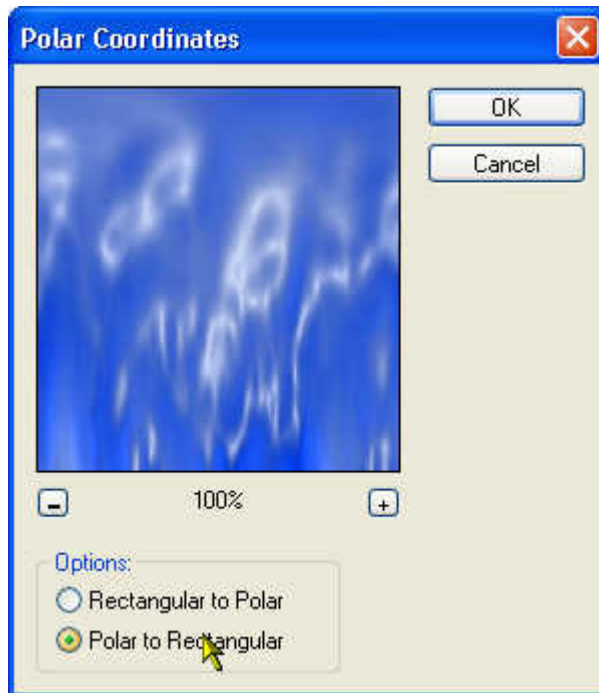 Polar Coordinates
OK
Cancel
100%
Options:
Rectangular to Polar
Polar to Rectangular